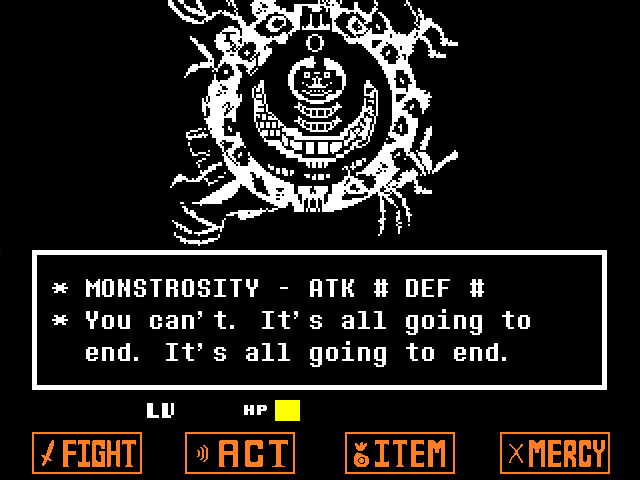 * MONSTROSITY - ATK # DEF #
* You can't. It's all going to
end. It's all going to end.
LV HP
FIGHT ACT ITEM MERCY